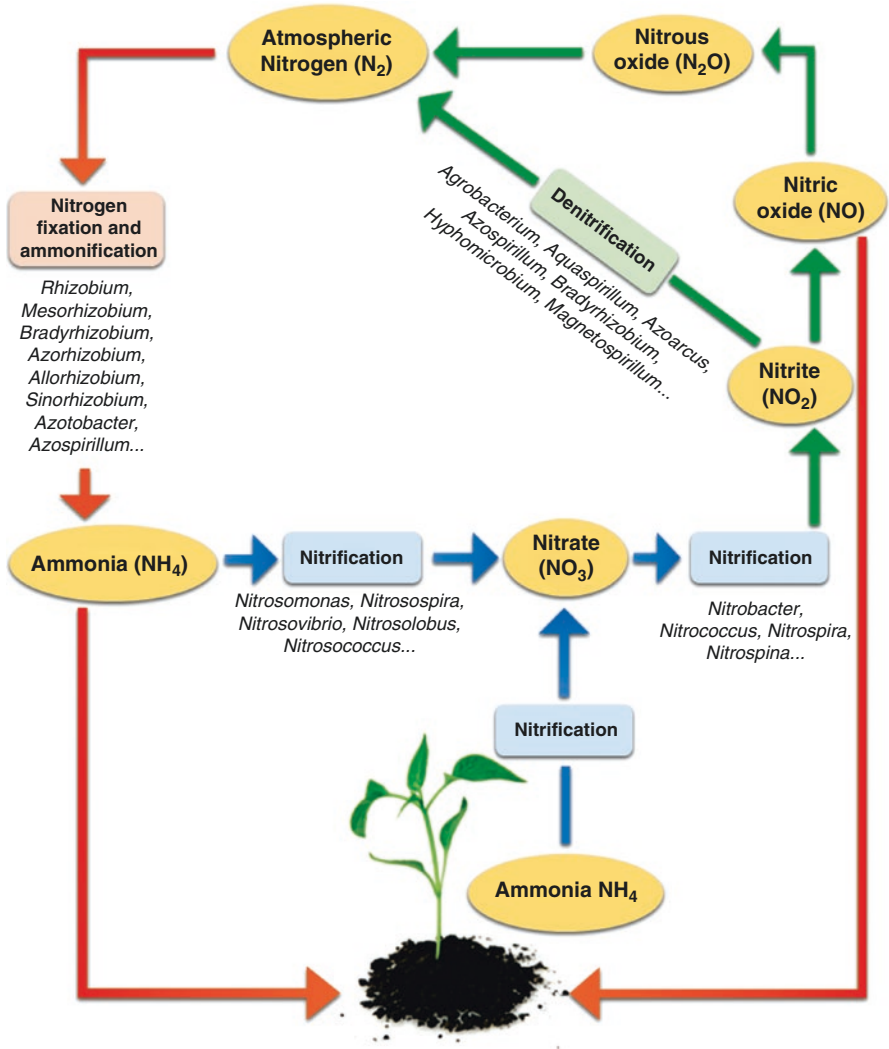 Atmospheric
Nitrogen (N₂)
Nitrous
oxide (N₂O)
Nitric
oxide (NO)
Nitrogen
fixation and
ammonification
Rhizobium,
Mesorhizobium,
Bradyrhizobium,
Azorhizobium,
Allorhizobium,
Sinorhizobium,
Azotobacter,
Azospirillum...
Denitrification
Agrobacterium, Aquaspirillum, Azoarcus,
Azospirillum, Bradyrhizobium,
Hyphomicrobium, Magnetospirillum...
Nitrite
(NO₂)
Ammonia (NH₄)
Nitrification
Nitrosomonas, Nitrosospira,
Nitrosovibrio, Nitrosolobus,
Nitrosococcus...
Nitrate
(NO₃)
Nitrification
Nitrobacter,
Nitrococcus, Nitrospira,
Nitrospina...
Nitrification
Ammonia NH₄